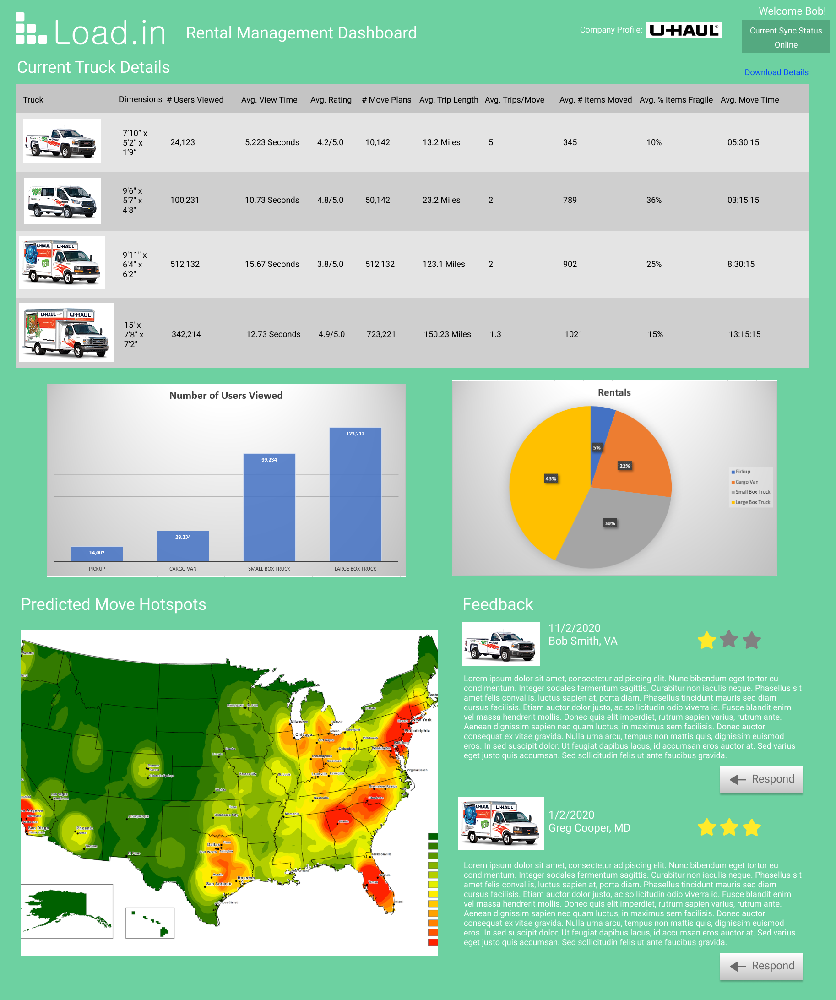 Welcome Bob!
Load.in
Rental Management Dashboard
Company Profile:
U-HAUL®
Current Sync Status
Online
Current Truck Details
Download Details
Truck Dimensions # Users Viewed Avg. View Time Avg. Rating # Move Plans Avg. Trip Length Avg. Trips/Move Avg. # Items Moved Avg. % Items Fragile Avg. Move Time
7’10” x
5’2” x
1’9”
24,123 5.223 Seconds 4.2/5.0 10,142 13.2 Miles 5 345 10% 05:30:15
$19
U-HAUL
9'6" x
5'7" x
4'8"
100,231 10.73 Seconds 4.8/5.0 50,142 23.2 Miles 2 789 36% 03:15:15
U-HAUL U-HAUL
19
9'11" x
6'4" x
6'2"
512,132 15.67 Seconds 3.8/5.0 512,132 123.1 Miles 2 902 25% 8:30:15
U-HAUL U-HAUL
15' x
7'8" x
7'2"
342,214 12.73 Seconds 4.9/5.0 723,221 150.23 Miles 1.3 1021 15% 13:15:15
Number of Users Viewed
123,212
99,234
28,234
14,002
PICKUP CARGO VAN SMALL BOX TRUCK LARGE BOX TRUCK
Rentals
5%
22%
43%
30%
Pickup
Cargo Van
Small Box Truck
Large Box Truck
Predicted Move Hotspots
Seattle
land
Minneapolis St. Paul
Boston
Buffalo
Milwaukee
Detroit
New York
Newark
Toledo
Cleveland
Philadelphia
Chicago
Fort Wayne
Pittsburgh
Baltimore
Omaha
Columbus
Washington
Lincoln
Indianapolis
Cincinnati
Denver
Aurora
Colorado Springs
Kansas City
St. Louis
Louisville
Lexington
Virginia Beach
Wichita
Greensboro
Raleigh
Las Vegas
Henderson
ersfield
Nashville
Charlotte
os Angeles
Riverside
Santa Ana
San Diego
Chula Vista
Tulsa
Oklahoma City
Albuquerque
Memphis
Atlanta
Phoenix
Mesa
Tucson
El Paso
Dallas
Plano
Fort Worth
Arlington
Jacksonville
Austin
Houston
San Antonio
New Orleans
Orlando
Tampa
Corpus Christi
Miami
Feedback
11/2/2020
Bob Smith, VA
Lorem ipsum dolor sit amet, consectetur adipiscing elit. Nunc bibendum eget tortor eu
condimentum. Integer sodales fermentum sagittis. Curabitur non iaculis neque. Phasellus sit
amet felis convallis, luctus sapien at, porta diam. Phasellus tincidunt mauris sed diam
cursus facilisis. Etiam auctor dolor justo, ac sollicitudin odio viverra id. Fusce blandit enim
vel massa hendrerit mollis. Donec quis elit imperdiet, rutrum sapien varius, rutrum ante.
Aenean dignissim sapien nec quam luctus, in maximus sem facilisis. Donec auctor
consequat ex vitae gravida. Nulla urna arcu, tempus non mattis quis, dignissim euismod
eros. In sed suscipit dolor. Ut feugiat dapibus lacus, id accumsan eros auctor at. Sed varius
eget justo quis accumsan. Sed sollicitudin felis ut ante faucibus gravida.
Respond
U-HAUL U-HAUL
19
1/2/2020
Greg Cooper, MD
Lorem ipsum dolor sit amet, consectetur adipiscing elit. Nunc bibendum eget tortor eu
condimentum. Integer sodales fermentum sagittis. Curabitur non iaculis neque. Phasellus sit
amet felis convallis, luctus sapien at, porta diam. Phasellus tincidunt mauris sed diam
cursus facilisis. Etiam auctor dolor justo, ac sollicitudin odio viverra id. Fusce blandit enim
vel massa hendrerit mollis. Donec quis elit imperdiet, rutrum sapien varius, rutrum ante.
Aenean dignissim sapien nec quam luctus, in maximus sem facilisis. Donec auctor
consequat ex vitae gravida. Nulla urna arcu, tempus non mattis quis, dignissim euismod
eros. In sed suscipit dolor. Ut feugiat dapibus lacus, id accumsan eros auctor at. Sed varius
eget justo quis accumsan. Sed sollicitudin felis ut ante faucibus gravida.
Respond